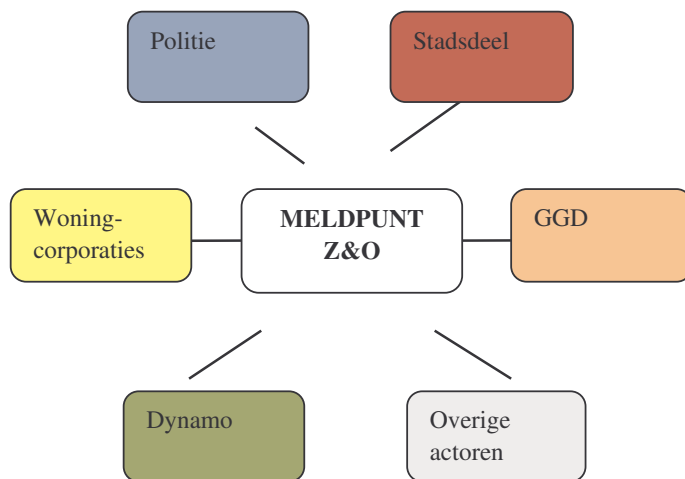 Politie
Stadsdeel
Woning-
corporaties
MELDPUNT
Z&O
GGD
Dynamo
Overige
actoren